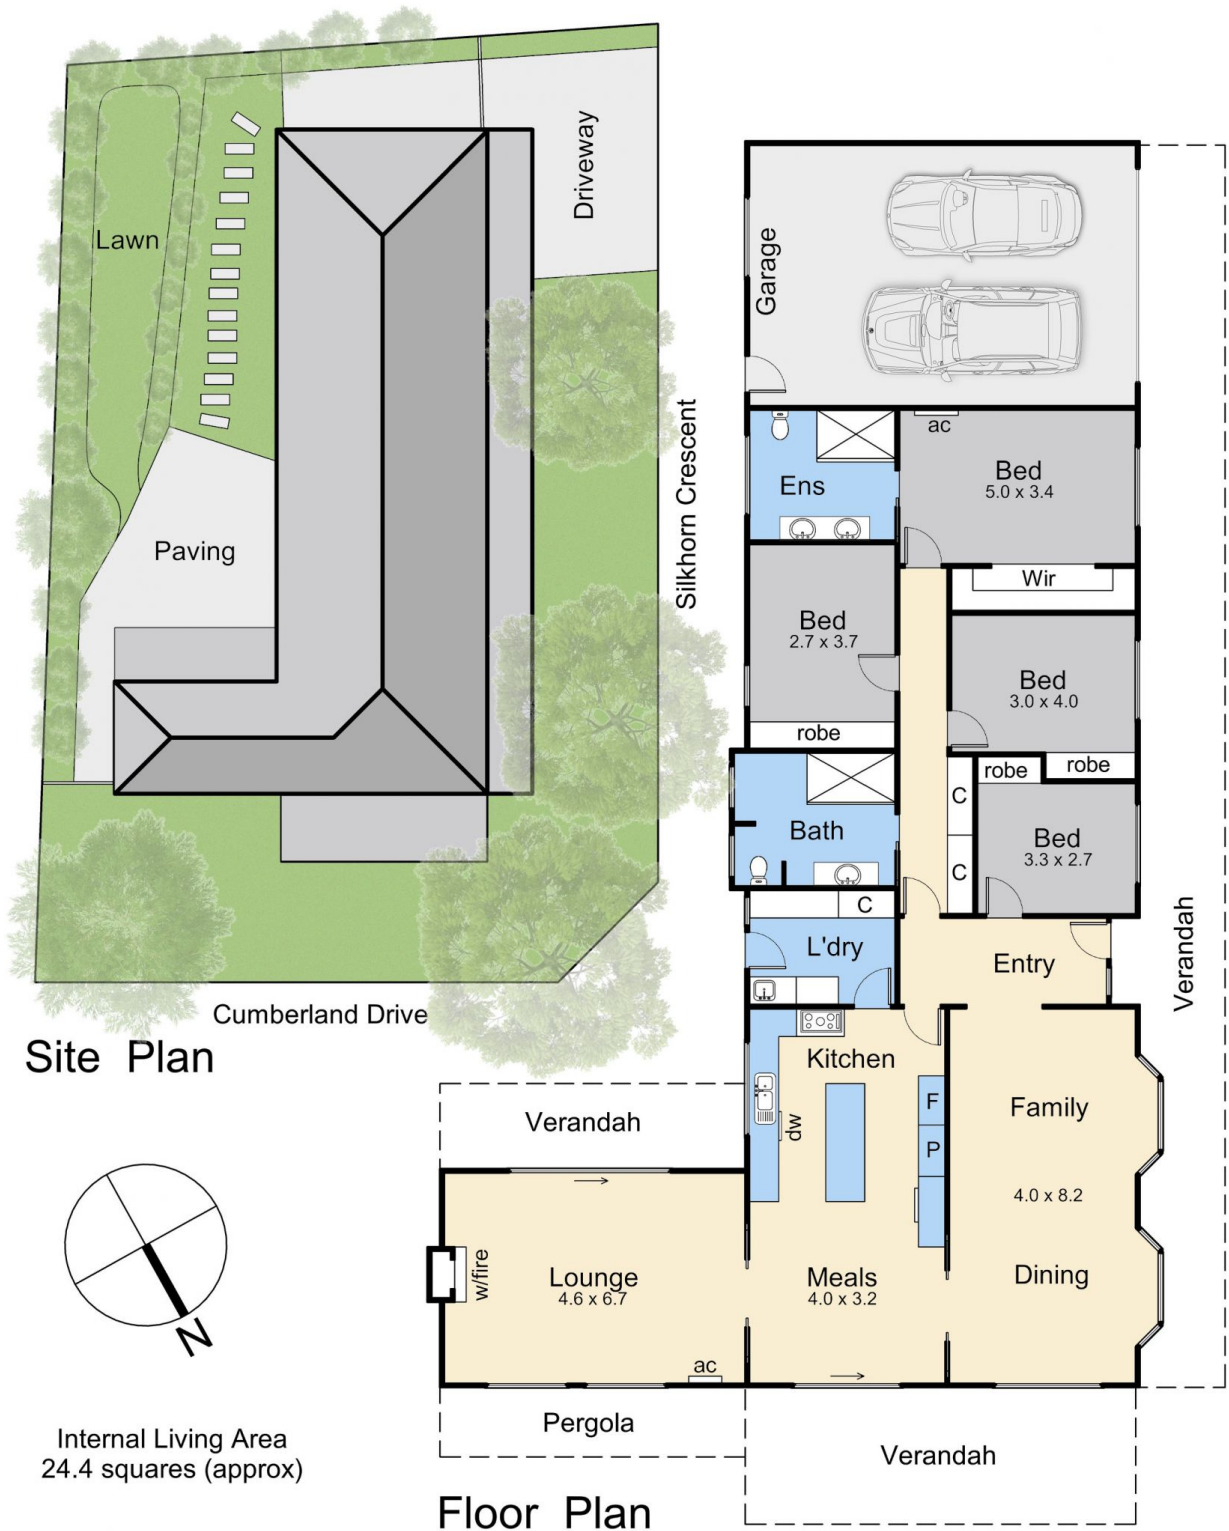 Lawn
Driveway
Paving
Silkhorn Crescent
Cumberland Drive
Site Plan
Garage
ac
Bed
5.0 x 3.4
Ens
Wir
Bed
2.7 x 3.7
robe
Bed
3.0 x 4.0
robe
robe
C
Bath
Bed
3.3 x 2.7
C
C
L'dry
Entry
Verandah
Kitchen
dw
F
P
Family
4.0 x 8.2
Dining
Verandah
w/fire
Lounge
4.6 x 6.7
Meals
4.0 x 3.2
ac
Pergola
Verandah
N
Internal Living Area
24.4 squares (approx)
Floor Plan